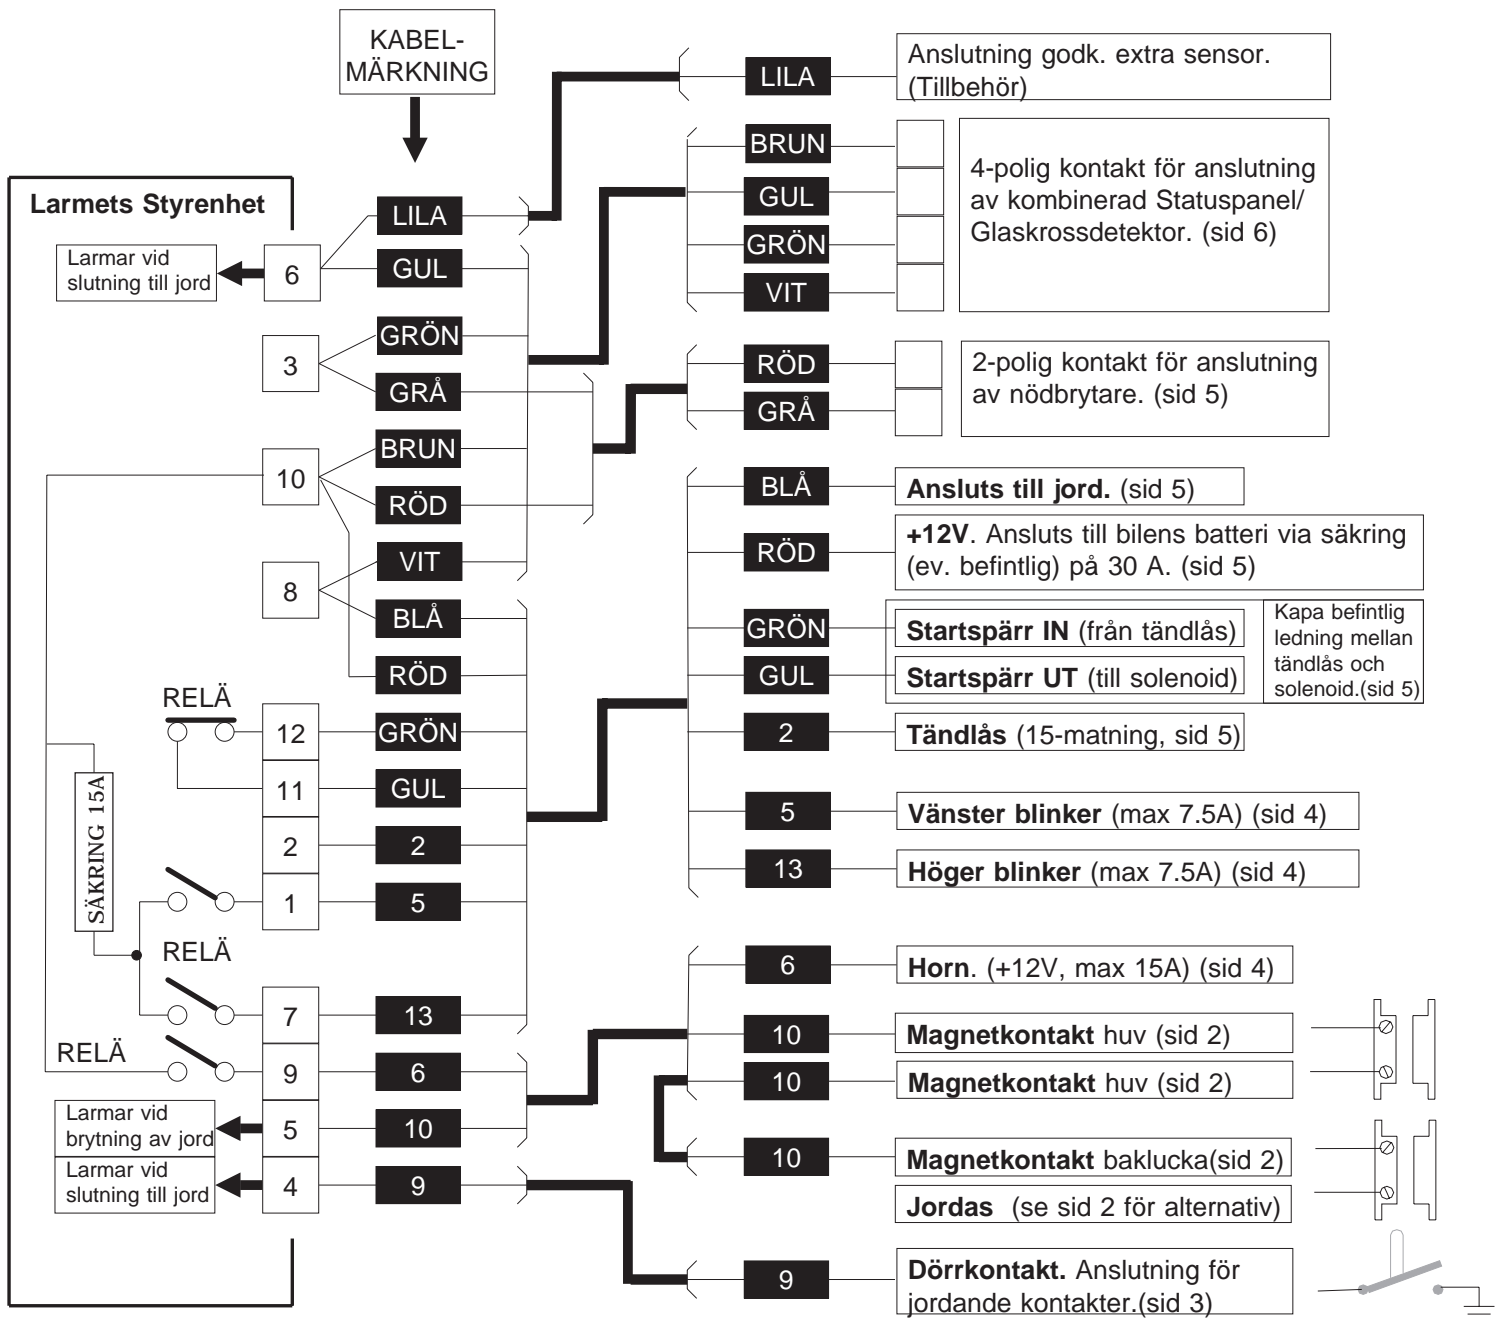 KABEL-
MÄRKNING
Larmets Styrenhet
Larmar vid
slutning till jord
6
LILA
GUL
3
GRÖN
GRÅ
10
BRUN
RÖD
8
VIT
BLÅ
RÖD
RELÄ
12
GRÖN
11
GUL
SÄKRING 15A
2
2
1
5
RELÄ
7
13
RELÄ
9
6
Larmar vid
brytning av jord
5
10
Larmar vid
slutning till jord
4
9
LILA
Anslutning godk. extra sensor.
(Tillbehör)
BRUN
GUL
GRÖN
VIT
4-polig kontakt för anslutning
av kombinerad Statuspanel/
Glaskrossdetektor. (sid 6)
RÖD
GRÅ
2-polig kontakt för anslutning
av nödbrytare. (sid 5)
BLÅ
Ansluts till jord. (sid 5)
RÖD
+12V. Ansluts till bilens batteri via säkring
(ev. befintlig) på 30 A. (sid 5)
GRÖN
Startspärr IN (från tändlås)
GUL
Startspärr UT (till solenoid)
Kapa befintlig
ledning mellan
tändlås och
solenoid.(sid 5)
2
Tändlås (15-matning, sid 5)
5
Vänster blinker (max 7.5A) (sid 4)
13
Höger blinker (max 7.5A) (sid 4)
6
Horn. (+12V, max 15A) (sid 4)
10
Magnetkontakt huv (sid 2)
10
Magnetkontakt huv (sid 2)
10
Magnetkontakt baklucka(sid 2)
Jordas (se sid 2 för alternativ)
9
Dörrkontakt. Anslutning för
jordande kontakter.(sid 3)